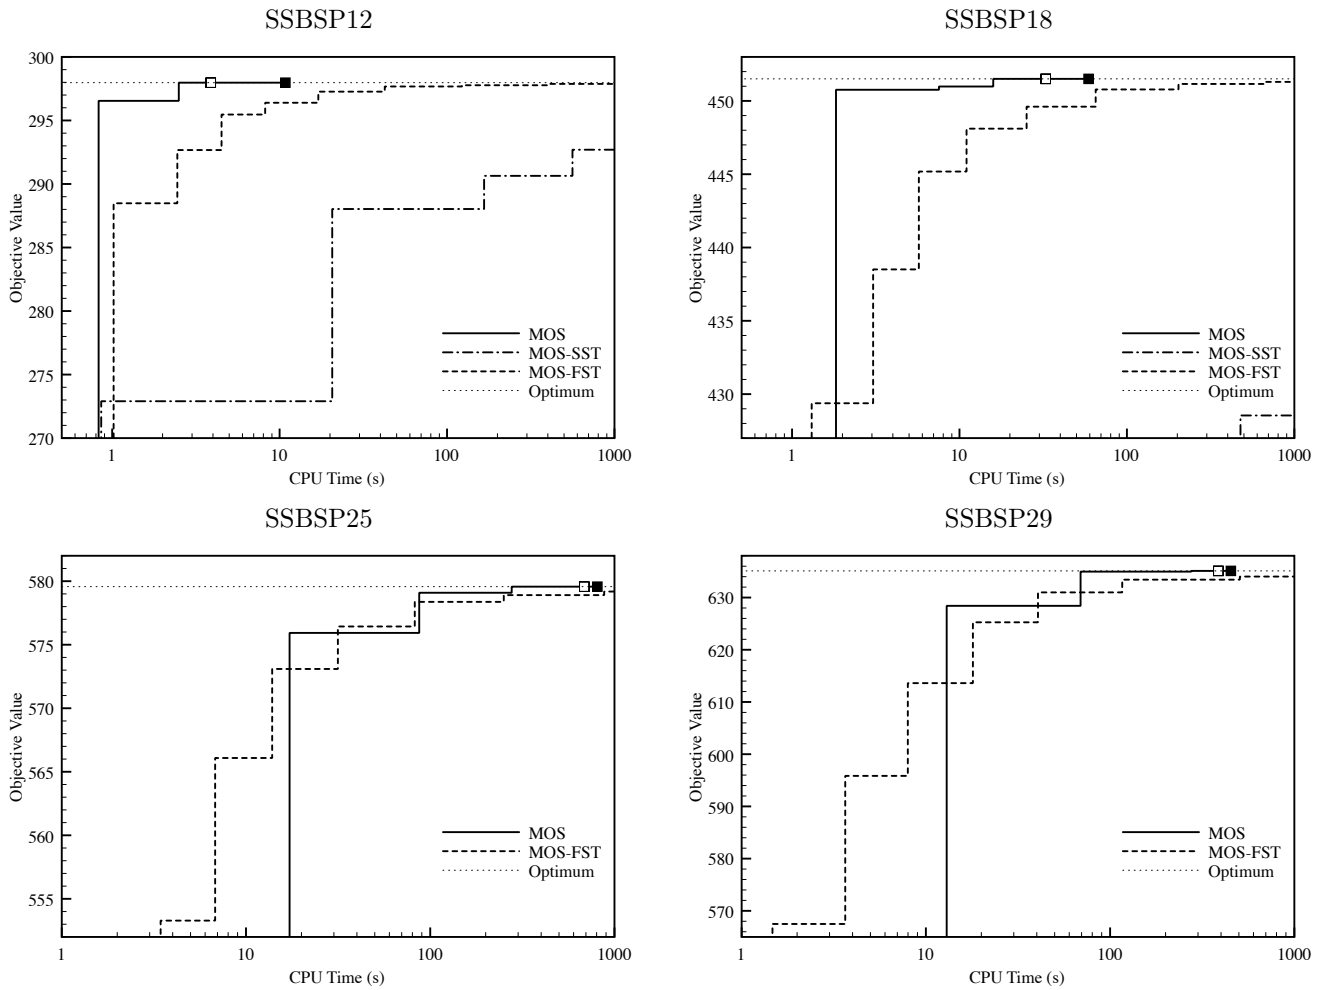 SSBSP12
300
295
290
285
280
275
270
Objective Value
1
10
100
1000
CPU Time (s)
MOS
MOS-SST
MOS-FST
Optimum
SSBSP18
450
445
440
435
430
Objective Value
1
10
100
1000
CPU Time (s)
MOS
MOS-SST
MOS-FST
Optimum
SSBSP25
580
575
570
565
560
555
Objective Value
1
10
100
1000
CPU Time (s)
MOS
MOS-FST
Optimum
SSBSP29
630
620
610
600
590
580
570
Objective Value
1
10
100
1000
CPU Time (s)
MOS
MOS-FST
Optimum